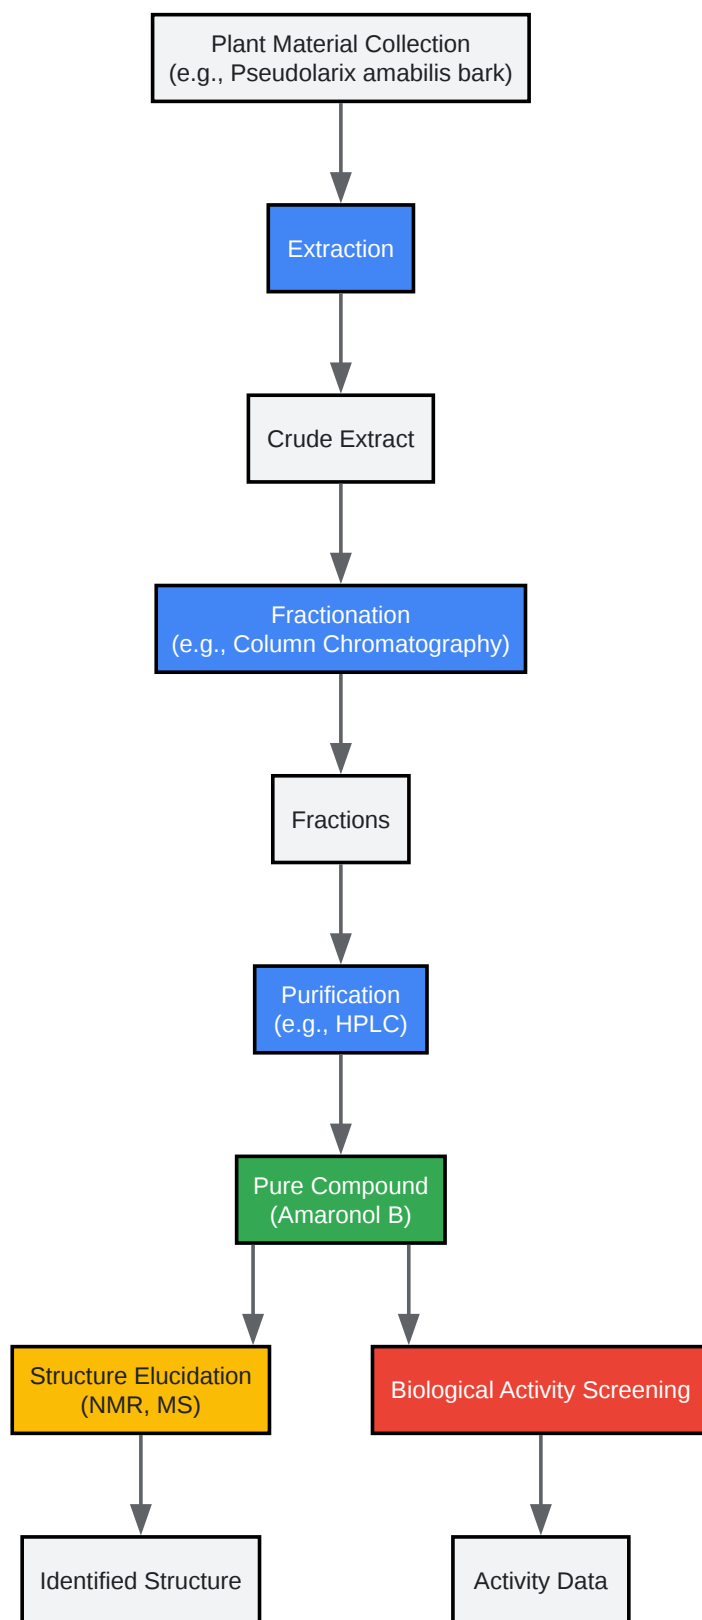 Plant Material Collection
(e.g., Pseudolarix amabilis bark)
Extraction
Crude Extract
Fractionation
(e.g., Column Chromatography)
Fractions
Purification
(e.g., HPLC)
Pure Compound
(Amaronol B)
Structure Elucidation
(NMR, MS)
Biological Activity Screening
Identified Structure
Activity Data